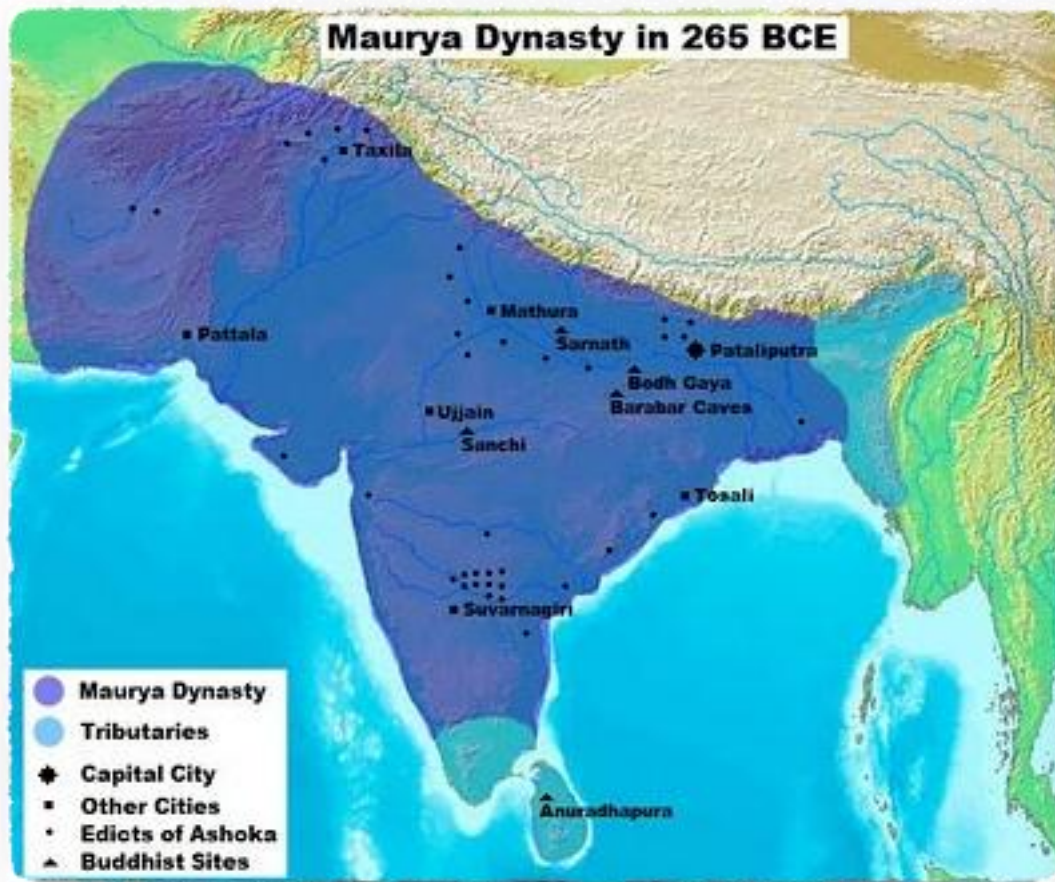 Maurya Dynasty in 265 BCE
Taxila
Mathura
Pattala
Sarnath
Pataliputra
Bodh Gaya
Barabar Caves
Ujjain
Sanchi
Tosali
Suvarnagiri
Anuradhapura
Maurya Dynasty
Tributaries
Capital City
Other Cities
Edicts of Ashoka
Buddhist Sites